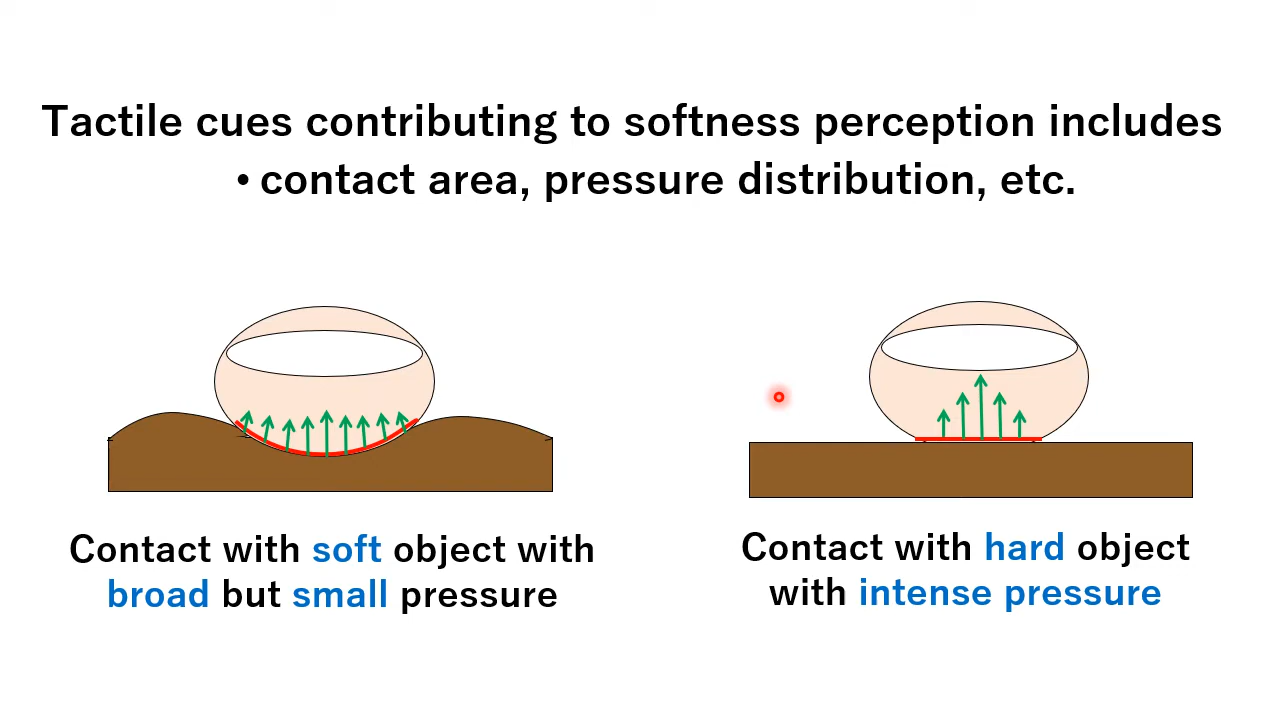 Tactile cues contributing to softness perception includes
• contact area, pressure distribution, etc.
Contact with soft object with
broad but small pressure
Contact with hard object
with intense pressure